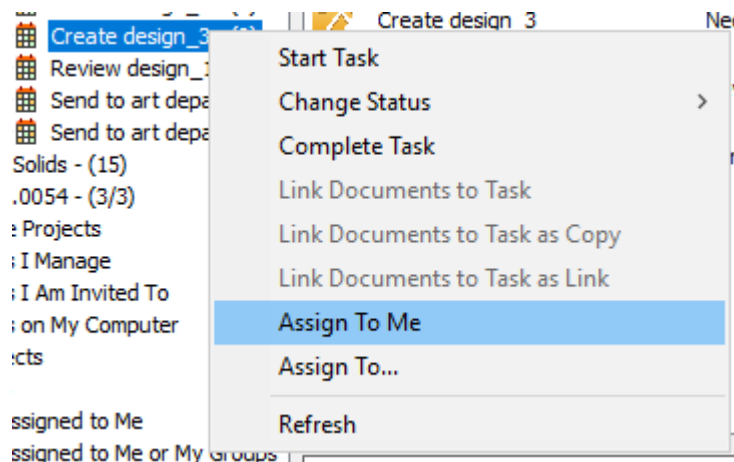 Create design_3 - (0)
Create design_3
Review design_1
Send to art depa
Send to art depa
Solids - (15)
.0054 - (3/3)
Projects
I Manage
I Am Invited To
on My Computer
ects
ssigned to Me
ssigned to Me or My Groups
Start Task
Change Status
Complete Task
Link Documents to Task
Link Documents to Task as Copy
Link Documents to Task as Link
Assign To Me
Assign To...
Refresh